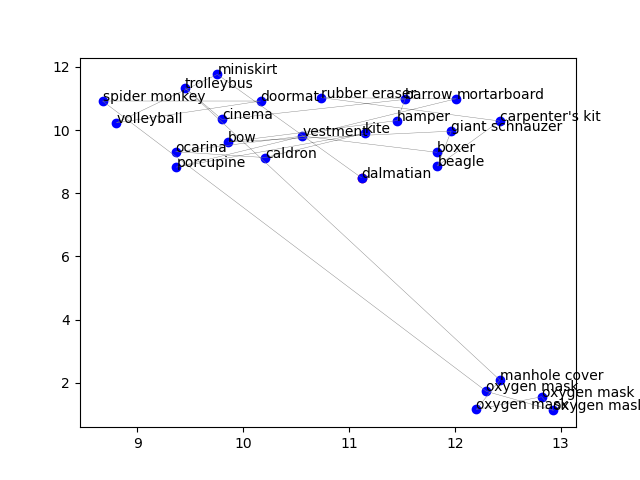 12
10
8
6
4
2
miniskirt
trolleybus
spider monkey
doormat
rubber eraser
barrow
mortarboard
volleyball
cinema
hamper
carpenter's kit
giant schnauzer
bow
vestment
kite
ocarina
caldron
boxer
porcupine
beagle
dalmatian
manhole cover
oxygen mask
oxygen mask
oxygen mask
oxygen mask
9
10
11
12
13